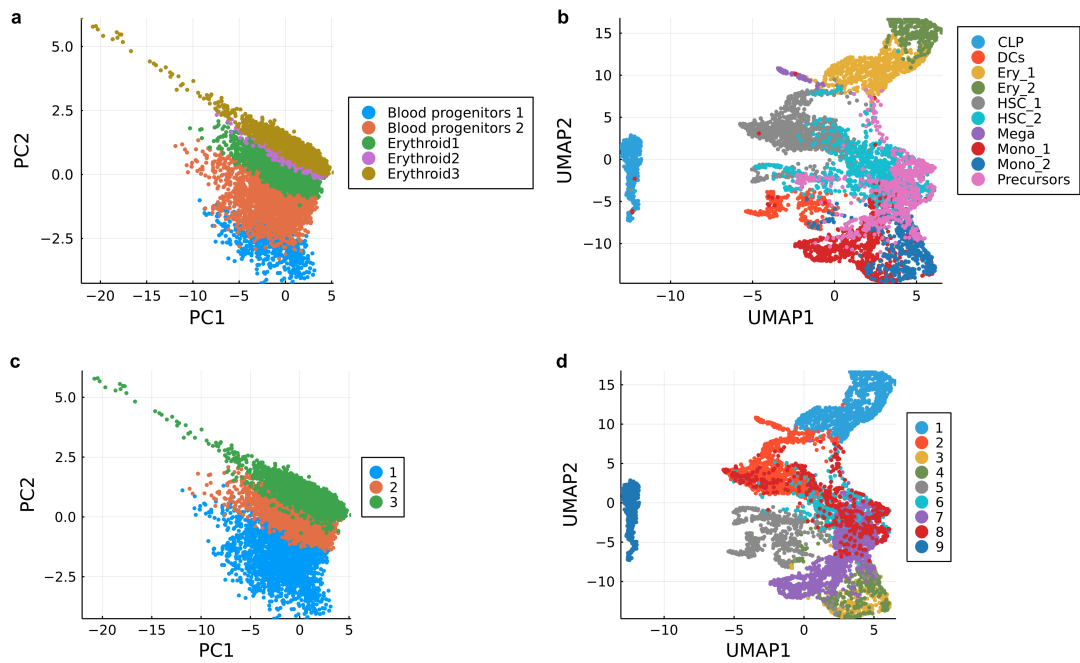 a
PC2
5.0
2.5
0.0
−2.5
−20
−15
−10
−5
0
5
PC1
Blood progenitors 1
Blood progenitors 2
Erythroid1
Erythroid2
Erythroid3
b
UMAP2
15
10
5
0
−5
−10
−10
−5
0
5
UMAP1
CLP
DCs
Ery_1
Ery_2
HSC_1
HSC_2
Mega
Mono_1
Mono_2
Precursors
c
PC2
5.0
2.5
0.0
−2.5
−20
−15
−10
−5
0
5
PC1
1
2
3
d
UMAP2
15
10
5
0
−5
−10
−10
−5
0
5
UMAP1
1
2
3
4
5
6
7
8
9